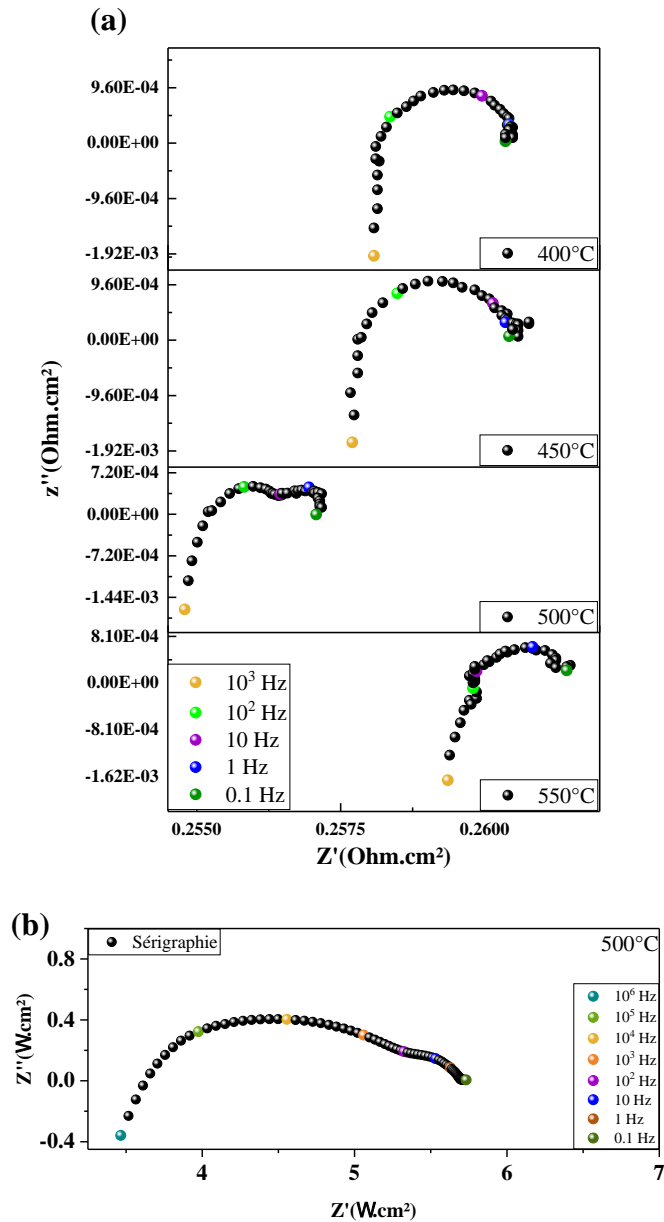 (a)
9.60E-04
0.00E+00
-9.60E-04
-1.92E-03
400°C
9.60E-04
0.00E+00
-9.60E-04
-1.92E-03
450°C
7.20E-04
0.00E+00
-7.20E-04
-1.44E-03
500°C
8.10E-04
0.00E+00
-8.10E-04
-1.62E-03
550°C
z''(Ohm.cm²)
10³ Hz
10² Hz
10 Hz
1 Hz
0.1 Hz
0.2550 0.2575 0.2600
Z'(Ohm.cm²)
(b)
Sérigraphie
500°C
0.8
0.4
0.0
-0.4
Z''(W.cm²)
10⁶ Hz
10⁵ Hz
10⁴ Hz
10³ Hz
10² Hz
10 Hz
1 Hz
0.1 Hz
4 5 6 7
Z'(W.cm²)